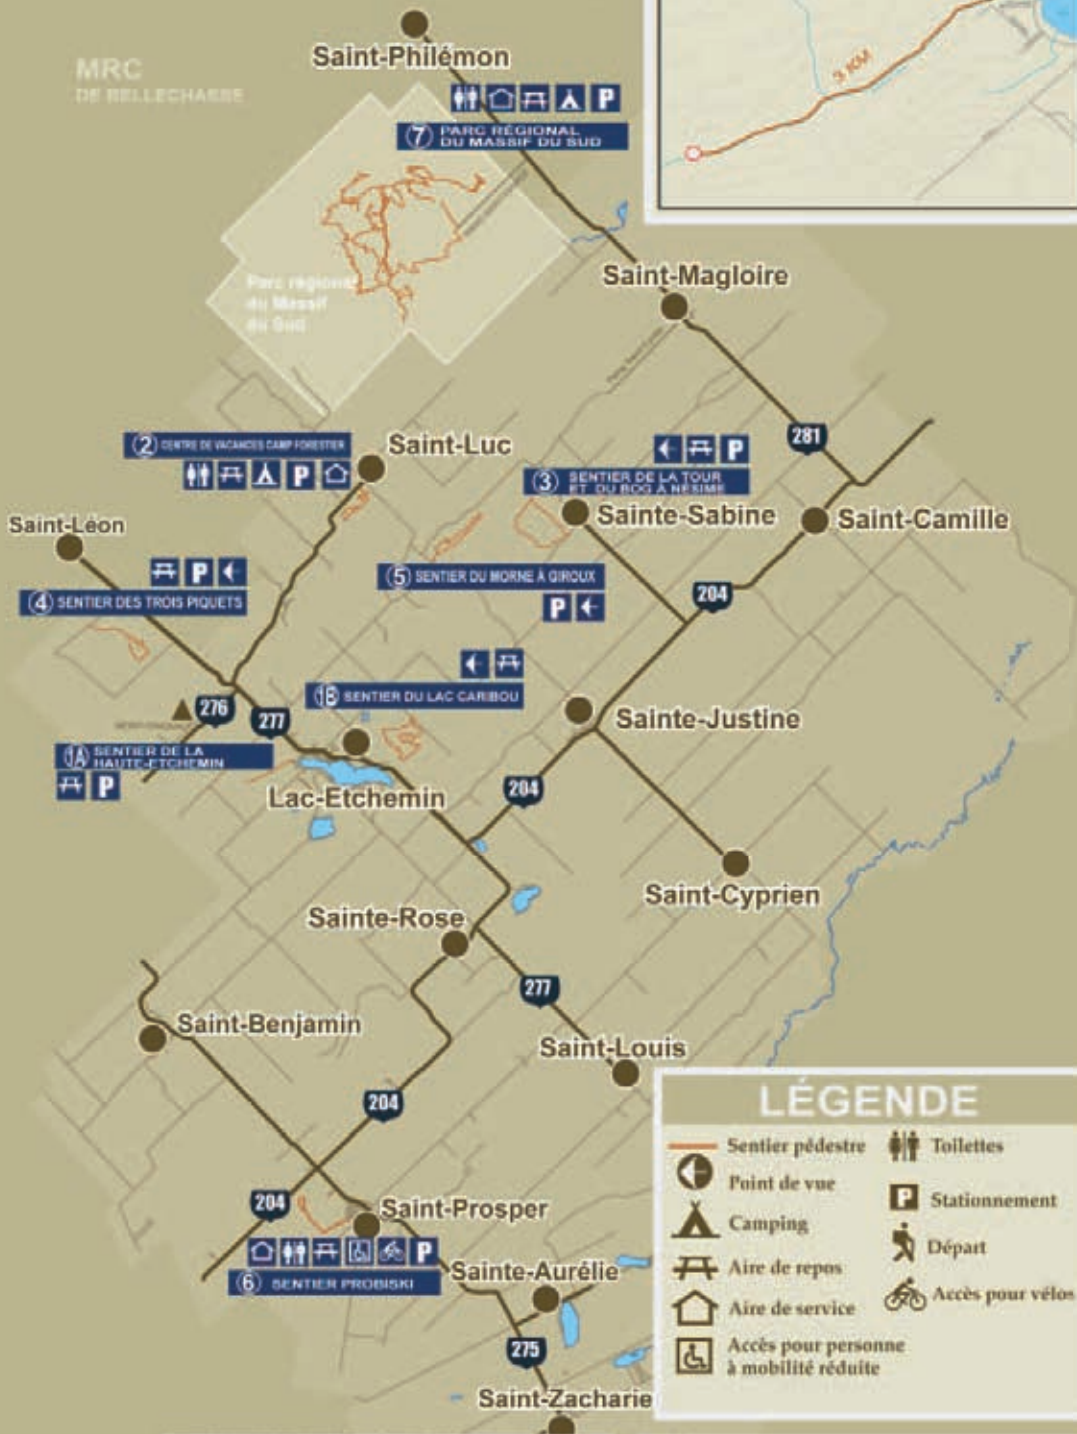 Saint-Philémon
MRC
DE BELLECHASSE
3 KM
7 PARC RÉGIONAL
DU MASSIF DU SUD
P
Saint-Magloire
Parc régional
du Massif
du Sud
281
2 CENTRE DE VACANCES CAMP FORESTIER
P
Saint-Luc
P
3 SENTIER DE LA TOUR
ET DU BOG À NÉSIME
Sainte-Sabine
Saint-Camille
Saint-Léon
P
4 SENTIER DES TROIS PIQUETS
5 SENTIER DU MORNE À GIROUX
P
204
1B SENTIER DU LAC CARIBOU
276
277
Sainte-Justine
1A SENTIER DE LA
HAUTE-ETCHEMIN
P
Lac-Etchemin
204
Saint-Cyprien
Sainte-Rose
277
Saint-Benjamin
Saint-Louis
204
204
Saint-Prosper
P
6 SENTIER PROBISKI
Sainte-Aurélie
275
Saint-Zacharie
LÉGENDE
Sentier pédestre
Toilettes
Point de vue
P Stationnement
Camping
Départ
Aire de repos
Accès pour vélos
Aire de service
Accès pour personne
à mobilité réduite